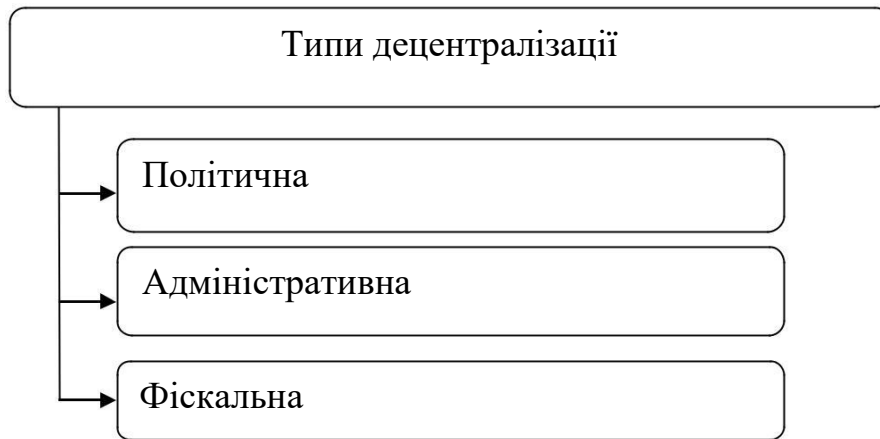 Типи децентралізації
Політична
Адміністративна
Фіскальна